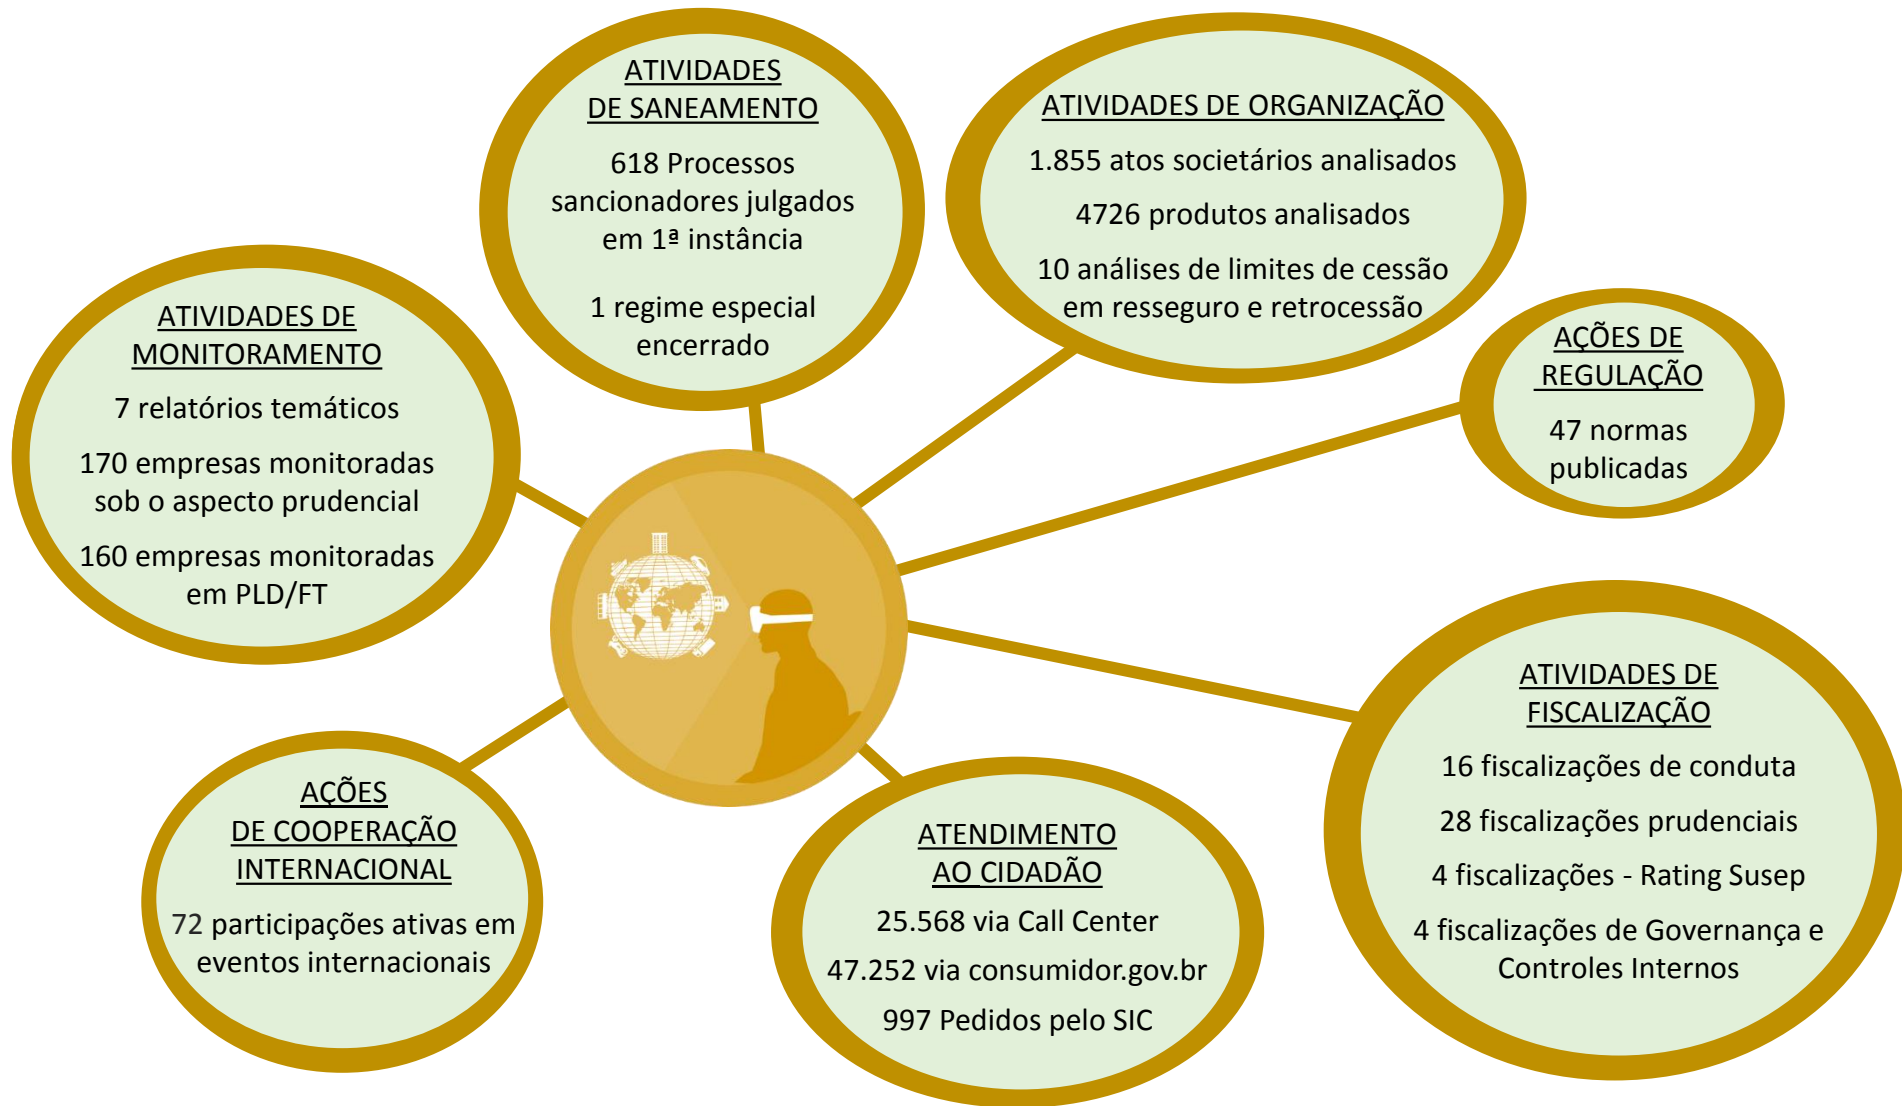 ATIVIDADES
DE SANEAMENTO
618 Processos
sancionadores julgados
em 1ª instância
1 regime especial
encerrado
ATIVIDADES DE ORGANIZAÇÃO
1.855 atos societários analisados
4726 produtos analisados
10 análises de limites de cessão
em resseguro e retrocessão
ATIVIDADES DE
MONITORAMENTO
7 relatórios temáticos
170 empresas monitoradas
sob o aspecto prudencial
160 empresas monitoradas
em PLD/FT
AÇÕES DE
REGULAÇÃO
47 normas
publicadas
ATIVIDADES DE
FISCALIZAÇÃO
16 fiscalizações de conduta
28 fiscalizações prudenciais
4 fiscalizações - Rating Susep
4 fiscalizações de Governança e
Controles Internos
AÇÕES
DE COOPERAÇÃO
INTERNACIONAL
72 participações ativas em
eventos internacionais
ATENDIMENTO
AO CIDADÃO
25.568 via Call Center
47.252 via consumidor.gov.br
997 Pedidos pelo SIC